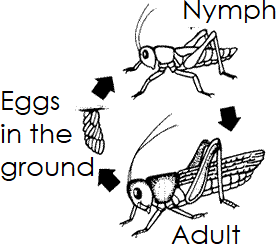 Nymph
Eggs
in the
ground
Adult